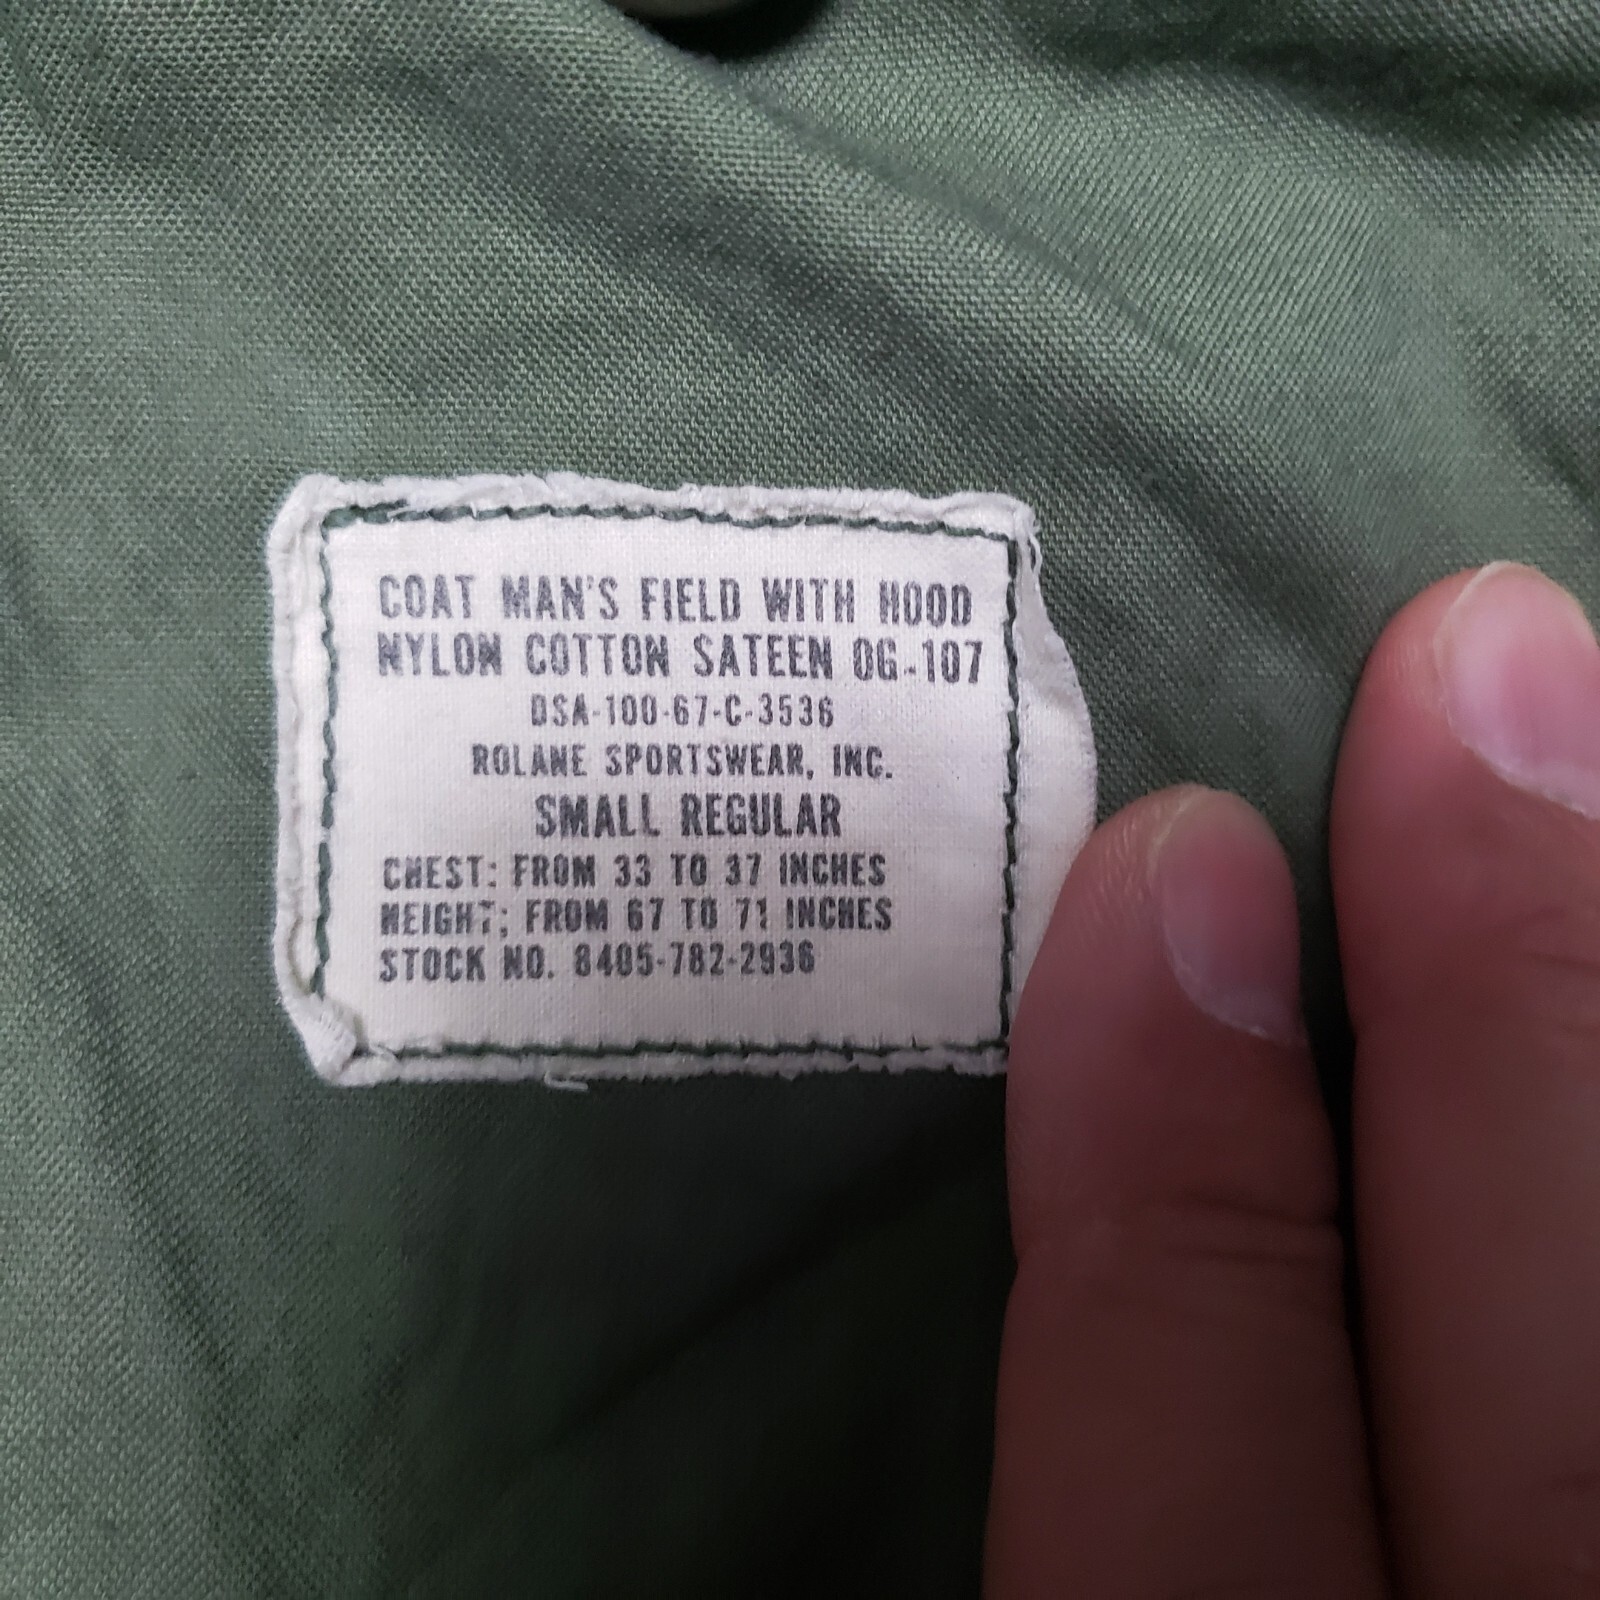 COAT MAN'S FIELD WITH HOOD
NYLON COTTON SATEEN OG-107
DSA-100-67-C-3536
ROLANE SPORTSWEAR, INC.
SMALL REGULAR
CHEST: FROM 33 TO 37 INCHES
HEIGHT; FROM 67 TO 71 INCHES
STOCK NO. 8405-782-2936